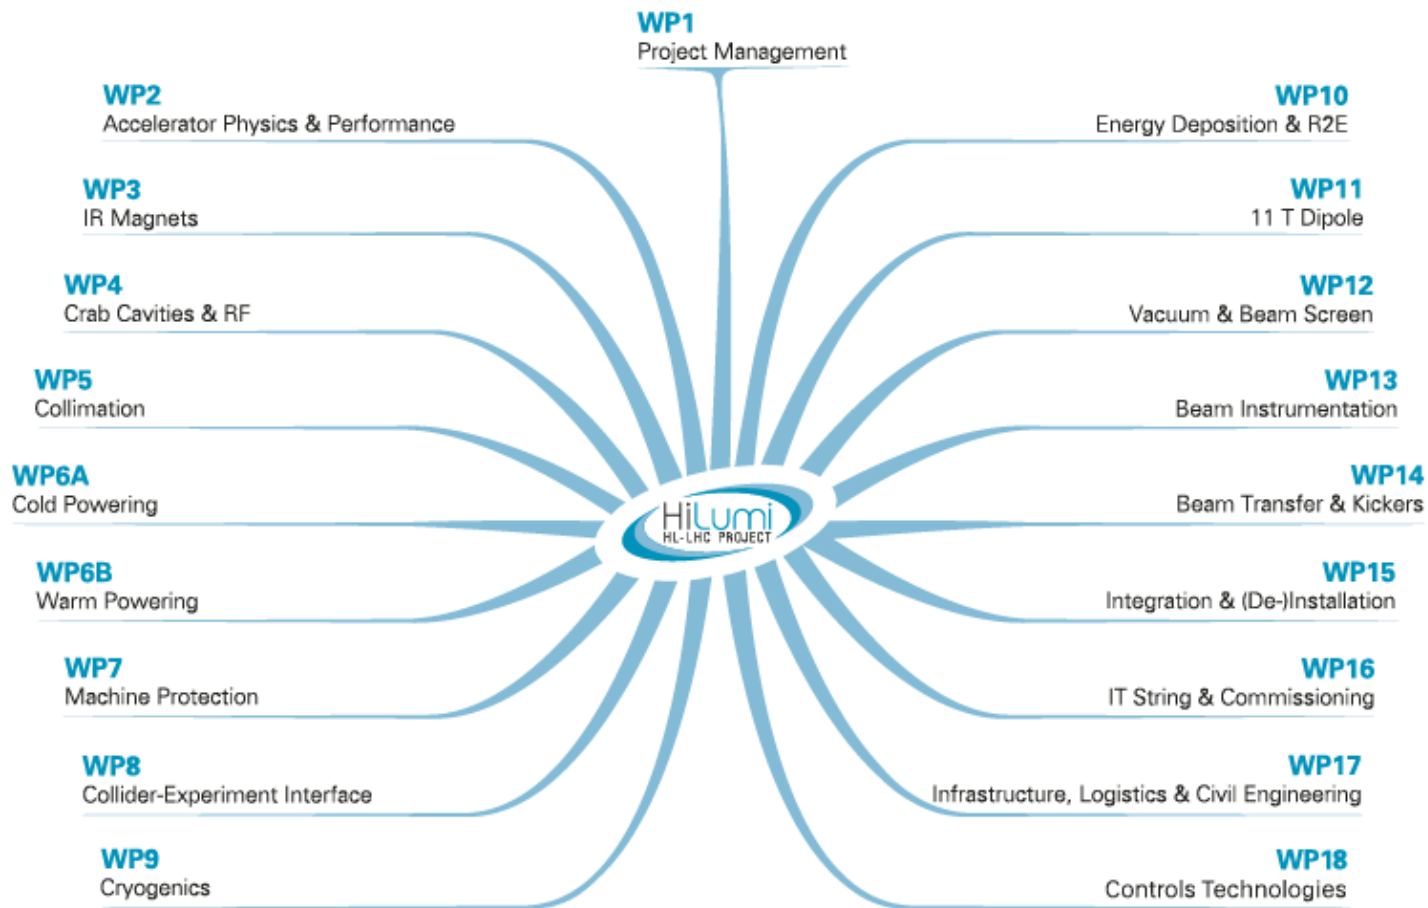 WP1
Project Management
WP2
Accelerator Physics & Performance
WP3
IR Magnets
WP4
Crab Cavities & RF
WP5
Collimation
WP6A
Cold Powering
WP6B
Warm Powering
WP7
Machine Protection
WP8
Collider-Experiment Interface
WP9
Cryogenics
HiLumi
HL-LHC PROJECT
WP10
Energy Deposition & R2E
WP11
11 T Dipole
WP12
Vacuum & Beam Screen
WP13
Beam Instrumentation
WP14
Beam Transfer & Kickers
WP15
Integration & (De-)Installation
WP16
IT String & Commissioning
WP17
Infrastructure, Logistics & Civil Engineering
WP18
Controls Technologies